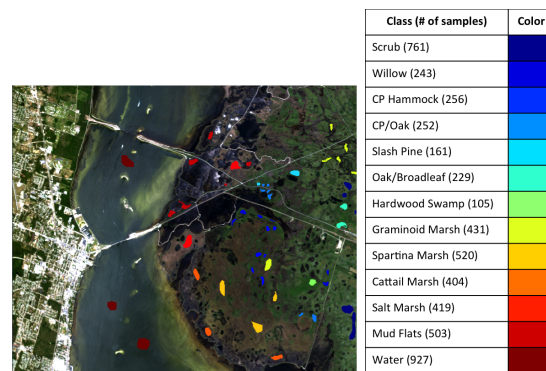 Class (# of samples) Color
Scrub (761)
Willow (243)
CP Hammock (256)
CP/Oak (252)
Slash Pine (161)
Oak/Broadleaf (229)
Hardwood Swamp (105)
Graminoid Marsh (431)
Spartina Marsh (520)
Cattail Marsh (404)
Salt Marsh (419)
Mud Flats (503)
Water (927)